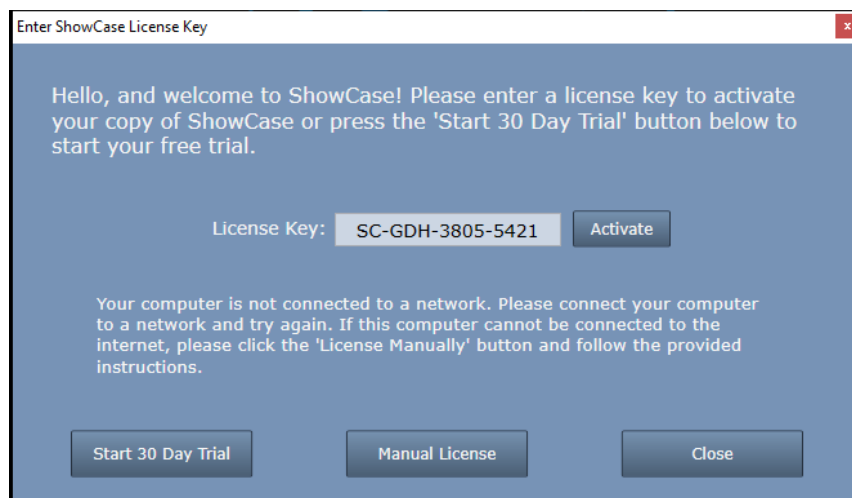 Enter ShowCase License Key
x
Hello, and welcome to ShowCase! Please enter a license key to activate
your copy of ShowCase or press the 'Start 30 Day Trial' button below to
start your free trial.
License Key: SC-GDH-3805-5421 Activate
Your computer is not connected to a network. Please connect your computer
to a network and try again. If this computer cannot be connected to the
internet, please click the 'License Manually' button and follow the provided
instructions.
Start 30 Day Trial Manual License Close